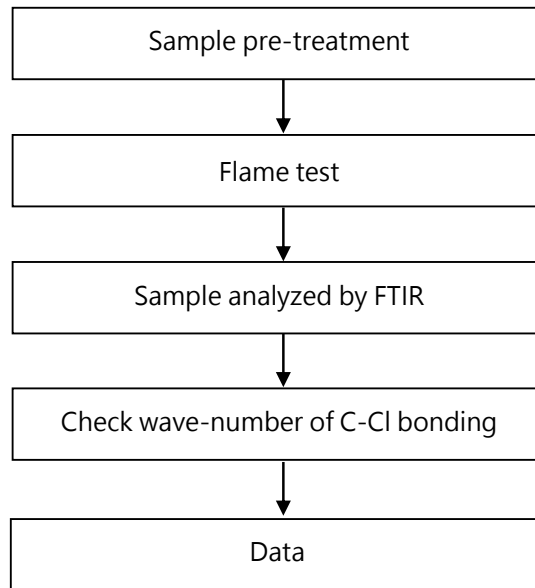 Sample pre-treatment
Flame test
Sample analyzed by FTIR
Check wave-number of C-Cl bonding
Data